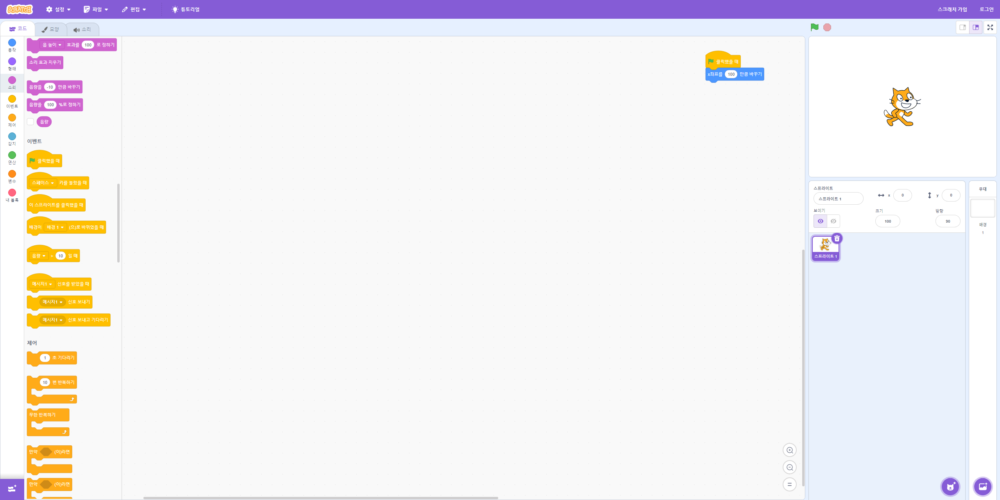 SCRATCH
설정
파일
편집
튜토리얼
스크래치 가입
로그인
코드
모양
소리
동작
형태
소리
이벤트
제어
감지
연산
변수
내 블록
음 높이 효과를 100 로 정하기
소리 효과 지우기
음량을 -10 만큼 바꾸기
음량을 100 %로 정하기
음량
이벤트
클릭했을 때
스페이스 키를 눌렀을 때
이 스프라이트를 클릭했을 때
배경이 배경 1 (으)로 바뀌었을 때
음량 > 10 일 때
메시지1 신호를 받았을 때
메시지1 신호 보내기
메시지1 신호 보내고 기다리기
제어
1 초 기다리기
10 번 반복하기
무한 반복하기
만약 (이)라면
만약 (이)라면
클릭했을 때
x좌표를 100 만큼 바꾸기
스프라이트
스프라이트 1
x 0
y 0
보이기
크기
100
방향
90
스프라이트 1
무대
배경
1